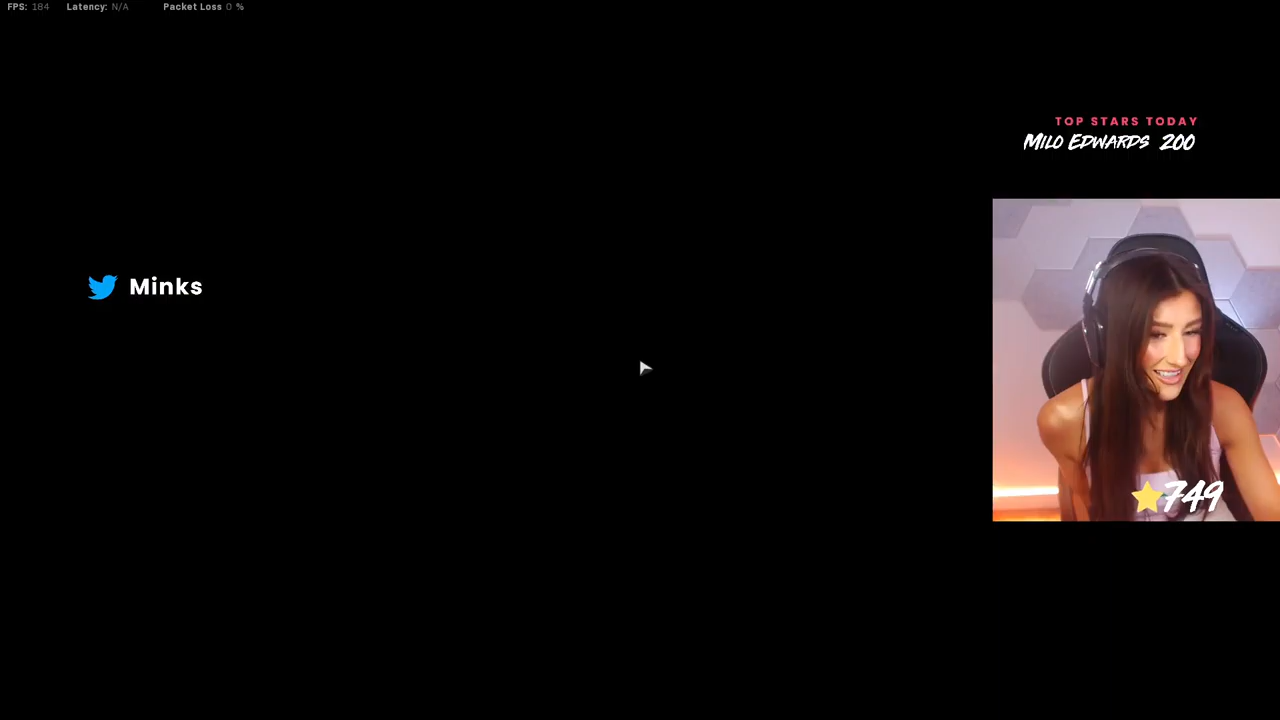 FPS: 184 Latency: N/A Packet Loss 0 %
TOP STARS TODAY
MILO EDWARDS 200
Minks
749